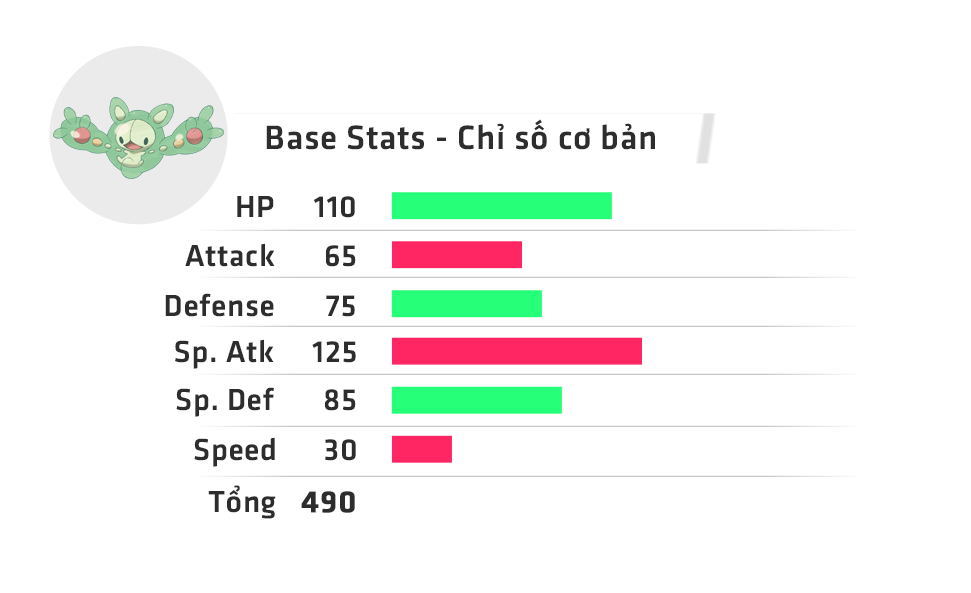 Base Stats - Chỉ số cơ bản
HP 110
Attack 65
Defense 75
Sp. Atk 125
Sp. Def 85
Speed 30
Tổng 490